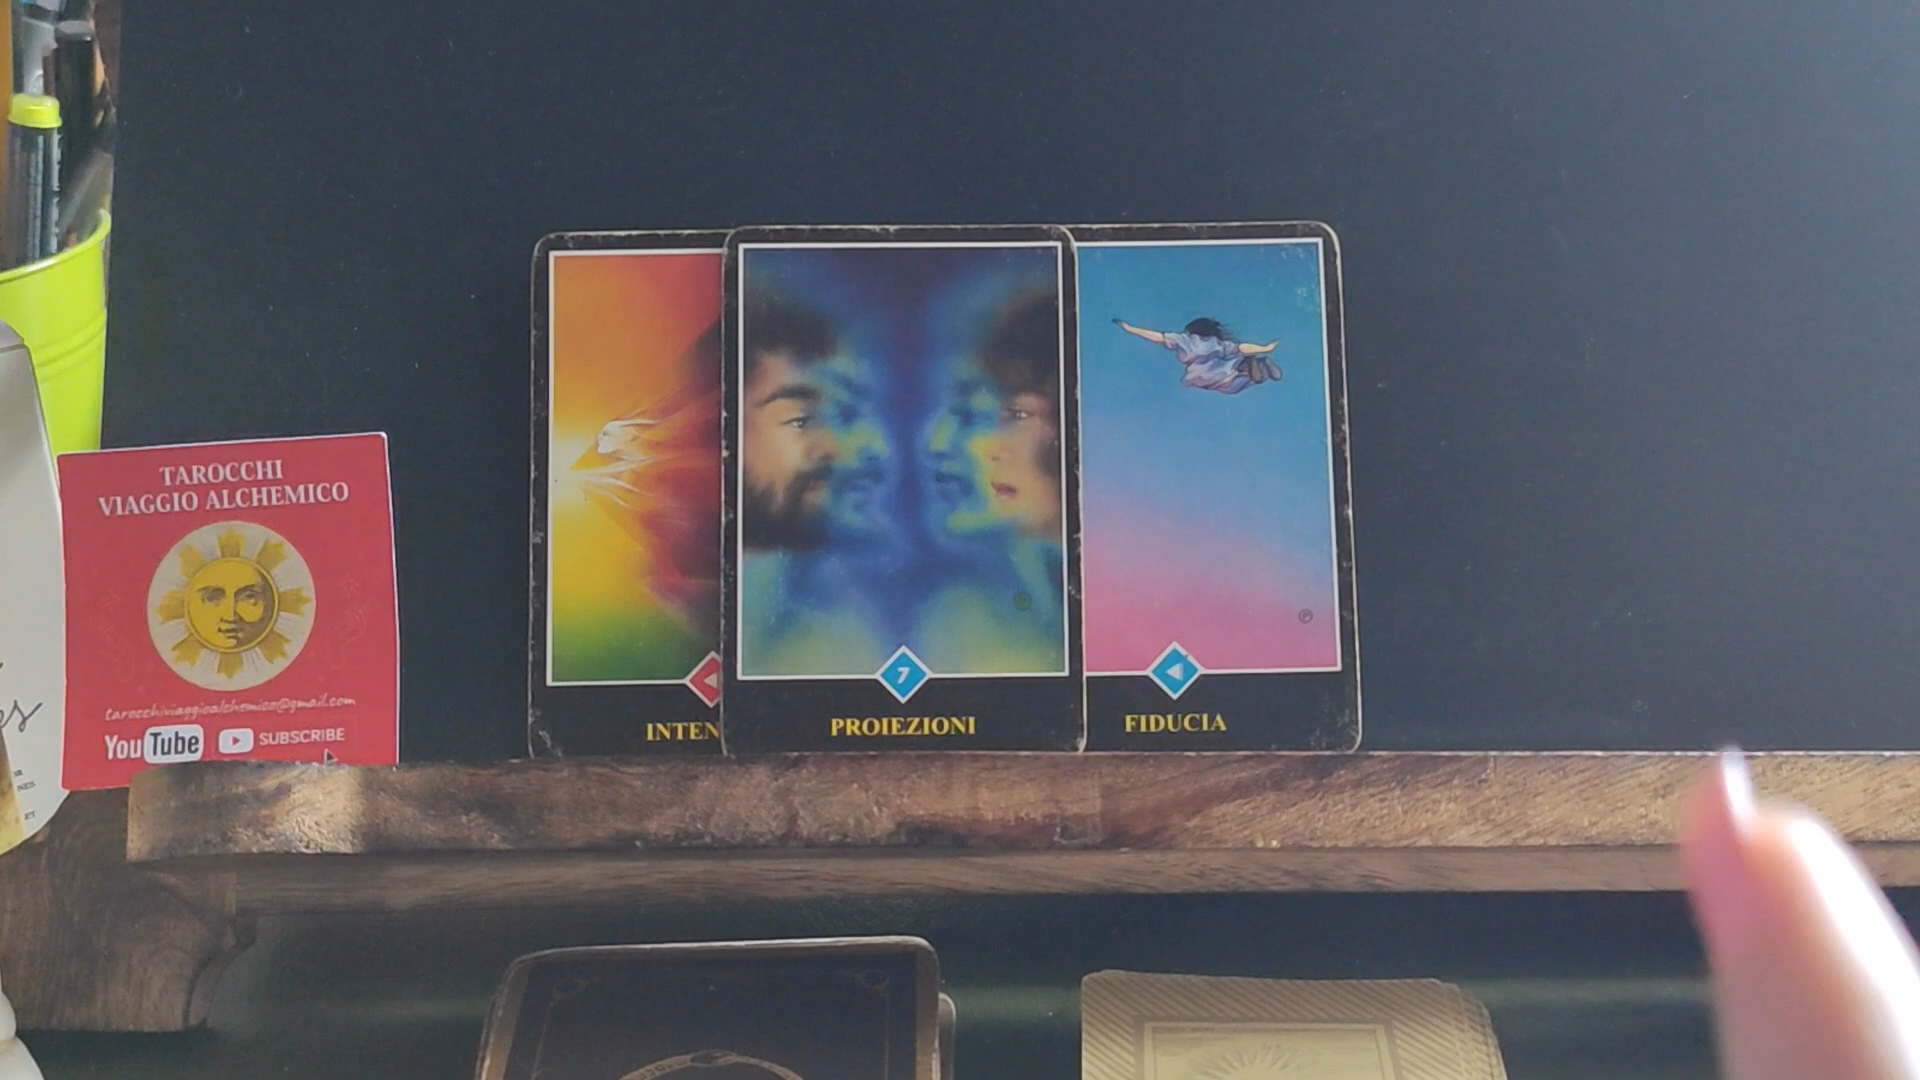 TAROCCHI
VIAGGIO ALCHEMICO
tarocchiviaggioalchemico@gmail.com
YouTube SUBSCRIBE
INTEN
7
PROIEZIONI
FIDUCIA